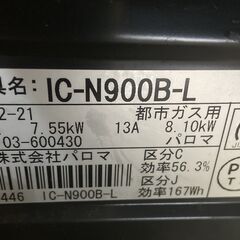 具名: IC-N900B-L
2-21 都市ガス用
7.55kW 13A 8.10kW
03-600430 パロマ
株式会社パロマ 区分C
効率56.3%
446 IC-N900B-L 区分J
効率167Wh
PT